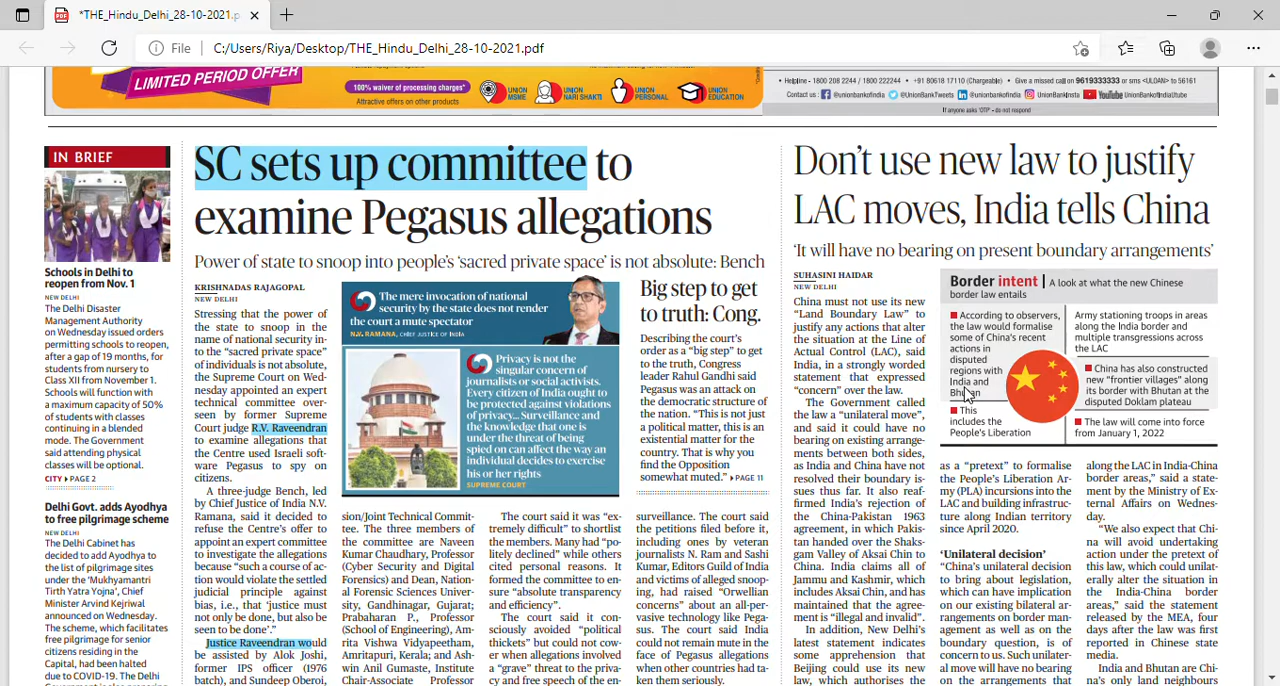 *THE_Hindu_Delhi_28-10-2021.p
File
C:/Users/Riya/Desktop/THE_Hindu_Delhi_28-10-2021.pdf
LIMITED PERIOD OFFER
100% waiver of processing charges*
Attractive offers on other products
UNION MSME
UNION NARI SHAKTI
UNION PERSONAL
UNION EDUCATION
• Helpline - 1800 208 2244 / 1800 222244 • +91 80618 17110 (Chargeable) • Give a missed call on 9619333333 or sms <ULOAN> to 56161
Contact us : @unionbankofindia @UnionBankTweets @unionbankofindia UnionBankInsta YouTube UnionBankofIndiaUtube
If anyone asks 'OTP' - do not respond
IN BRIEF
Schools in Delhi to
reopen from Nov. 1
NEW DELHI
The Delhi Disaster
Management Authority
on Wednesday issued orders
permitting schools to reopen,
after a gap of 19 months, for
students from nursery to
Class XII from November 1.
Schools will function with
a maximum capacity of 50%
of students with classes
continuing in a blended
mode. The Government
said attending physical
classes will be optional.
CITY ▸ PAGE 2
Delhi Govt. adds Ayodhya
to free pilgrimage scheme
NEW DELHI
The Delhi Cabinet has
decided to add Ayodhya to
the list of pilgrimage sites
under the 'Mukhyamantri
Tirth Yatra Yojna', Chief
Minister Arvind Kejriwal
announced on Wednesday.
The scheme, which facilitates
free pilgrimage for senior
citizens residing in the
Capital, had been halted
due to COVID-19. The Delhi
SC sets up committee to
examine Pegasus allegations
Power of state to snoop into people's 'sacred private space' is not absolute: Bench
KRISHNADAS RAJAGOPAL
NEW DELHI
Stressing that the power of
the state to snoop in the
name of national security in-
to the "sacred private space"
of individuals is not absolute,
the Supreme Court on Wed-
nesday appointed an expert
technical committee over-
seen by former Supreme
Court judge R.V. Raveendran
to examine allegations that
the Centre used Israeli soft-
ware Pegasus to spy on
citizens.
A three-judge Bench, led
by Chief Justice of India N.V.
Ramana, said it decided to
refuse the Centre's offer to
appoint an expert committee
to investigate the allegations
because "such a course of ac-
tion would violate the settled
judicial principle against
bias, i.e., that 'justice must
not only be done, but also be
seen to be done'."
Justice Raveendran would
be assisted by Alok Joshi,
former IPS officer (1976
batch), and Sundeep Oberoi,
The mere invocation of national
security by the state does not render
the court a mute spectator
N.V. RAMANA, CHIEF JUSTICE OF INDIA
Privacy is not the
singular concern of
journalists or social activists.
Every citizen of India ought to
be protected against violations
of privacy... Surveillance and
the knowledge that one is
under the threat of being
spied on can affect the way an
individual decides to exercise
his or her rights
SUPREME COURT
sion/Joint Technical Commit-
tee. The three members of
the committee are Naveen
Kumar Chaudhary, Professor
(Cyber Security and Digital
Forensics) and Dean, Nation-
al Forensic Sciences Univer-
sity, Gandhinagar, Gujarat;
Prabaharan P., Professor
(School of Engineering), Am-
rita Vishwa Vidyapeetham,
Amritapuri, Kerala; and Ash-
win Anil Gumaste, Institute
Chair-Associate Professor
The court said it was "ex-
tremely difficult" to shortlist
the members. Many had "po-
litely declined" while others
cited personal reasons. It
formed the committee to en-
sure "absolute transparency
and efficiency".
The court said it con-
sciously avoided "political
thickets" but could not cow-
er when allegations involved
a "grave" threat to the priva-
cy and free speech of the en-
Big step to get
to truth: Cong.
Describing the court's
order as a "big step" to get
to the truth, Congress
leader Rahul Gandhi said
Pegasus was an attack on
the democratic structure of
the nation. "This is not just
a political matter, this is an
existential matter for the
country. That is why you
find the Opposition
somewhat muted." ▸ PAGE 11
surveillance. The court said
the petitions filed before it,
including ones by veteran
journalists N. Ram and Sashi
Kumar, Editors Guild of India
and victims of alleged snoop-
ing, had raised "Orwellian
concerns" about an all-per-
vasive technology like Pega-
sus. The court said India
could not remain mute in the
face of Pegasus allegations
when other countries had ta-
ken them seriously.
Don't use new law to justify
LAC moves, India tells China
'It will have no bearing on present boundary arrangements'
SUHASINI HAIDAR
NEW DELHI
China must not use its new
"Land Boundary Law" to
justify any actions that alter
the situation at the Line of
Actual Control (LAC), said
India, in a strongly worded
statement that expressed
"concern" over the law.
The Government called
the law a "unilateral move",
and said it could have no
bearing on existing arrange-
ments between both sides,
as India and China have not
resolved their boundary is-
sues thus far. It also reaf-
firmed India's rejection of
the China-Pakistan 1963
agreement, in which Pakis-
tan handed over the Shaks-
gam Valley of Aksai Chin to
China. India claims all of
Jammu and Kashmir, which
includes Aksai Chin, and has
maintained that the agree-
ment is "illegal and invalid".
In addition, New Delhi's
latest statement indicates
some apprehension that
Beijing could use its new
law, which authorises the
Border intent | A look at what the new Chinese
border law entails
■ According to observers,
the law would formalise
some of China's recent
actions in
disputed
regions with
India and
Bhutan
■ This
includes the
People's Liberation
Army stationing troops in areas
along the India border and
multiple transgressions across
the LAC
■ China has also constructed
new "frontier villages" along
its border with Bhutan at the
disputed Doklam plateau
■ The law will come into force
from January 1, 2022
as a "pretext" to formalise
the People's Liberation Ar-
my (PLA) incursions into the
LAC and building infrastruc-
ture along Indian territory
since April 2020.
'Unilateral decision'
"China's unilateral decision
to bring about legislation,
which can have implication
on our existing bilateral ar-
rangements on border man-
agement as well as on the
boundary question, is of
concern to us. Such unilater-
al move will have no bearing
on the arrangements that
along the LAC in India-China
border areas," said a state-
ment by the Ministry of Ex-
ternal Affairs on Wednes-
day.
"We also expect that Chi-
na will avoid undertaking
action under the pretext of
this law, which could unilat-
erally alter the situation in
the India-China border
areas," said the statement
released by the MEA, four
days after the law was first
reported in Chinese state
media.
India and Bhutan are Chi-
na's only land neighbours